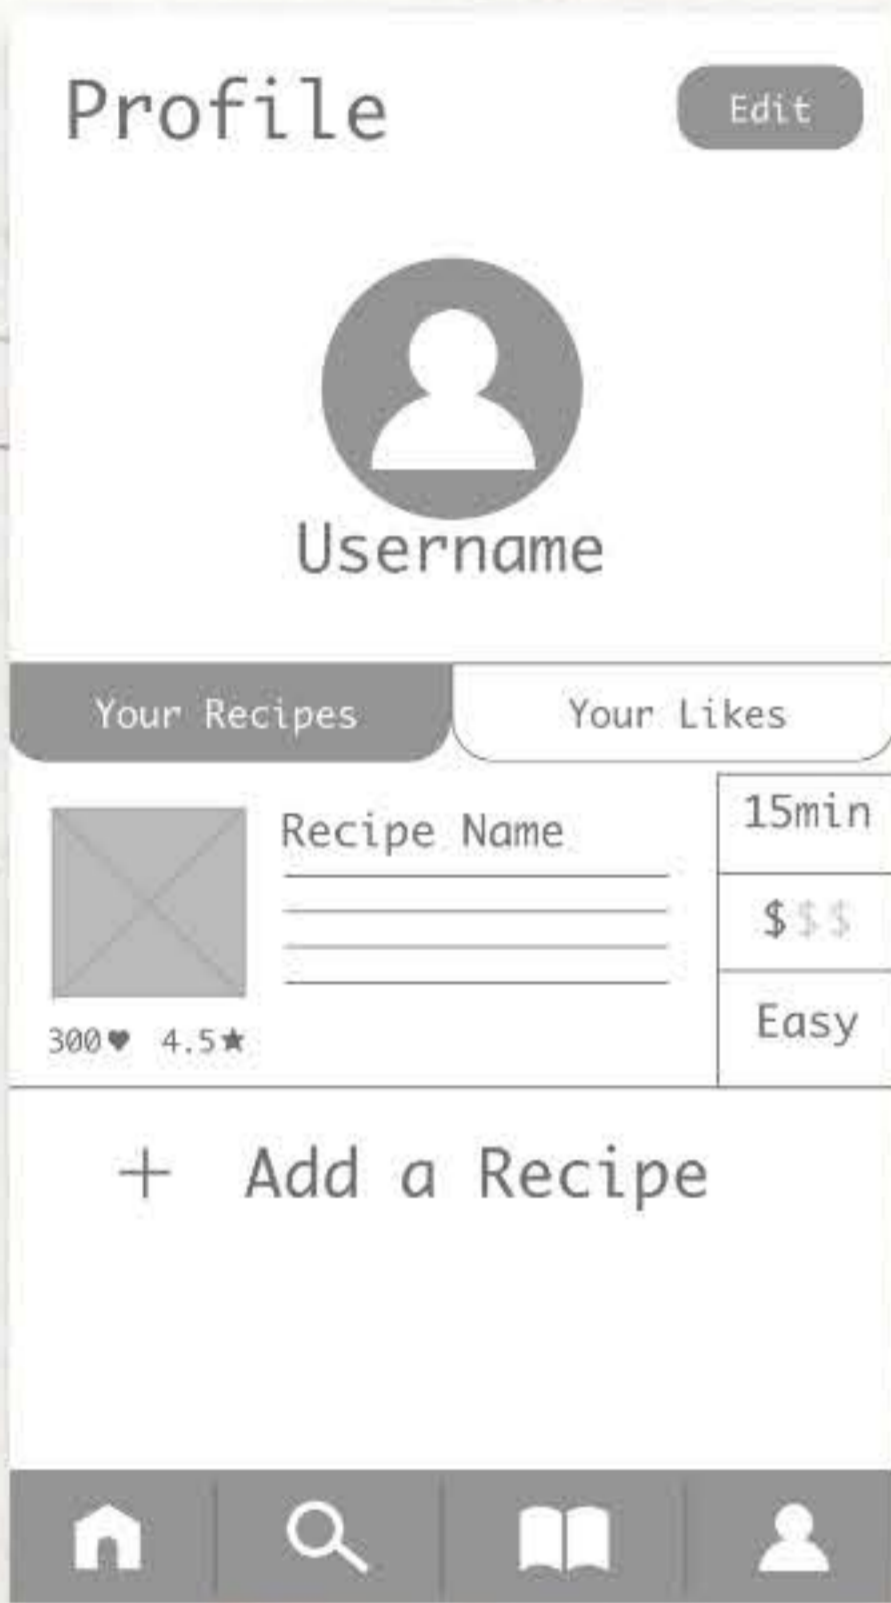 Profile
Edit
Username
Your Recipes
Your Likes
Recipe Name
300♥ 4.5★
15min
$$$
Easy
+ Add a Recipe